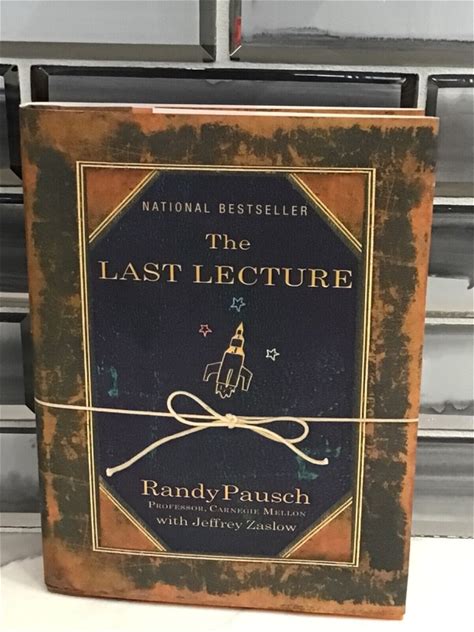 NATIONAL BESTSELLER
The
LAST LECTURE
Randy Pausch
PROFESSOR, CARNEGIE MELLON
with Jeffrey Zaslow